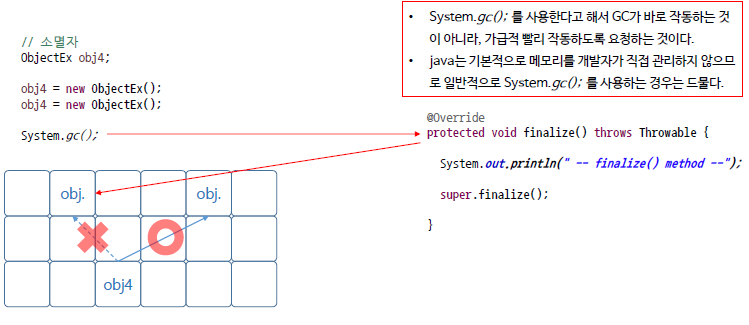 • System.gc(); 를 사용한다고 해서 GC가 바로 작동하는 것
이 아니라, 가급적 빨리 작동하도록 요청하는 것이다.
• java는 기본적으로 메모리를 개발자가 직접 관리하지 않으므
로 일반적으로 System.gc(); 를 사용하는 경우는 드물다.
// 소멸자
ObjectEx obj4;
obj4 = new ObjectEx();
obj4 = new ObjectEx();
System.gc();
@Override
protected void finalize() throws Throwable {
System.out.println(" -- finalize() method --");
super.finalize();
}
obj.
obj.
obj4